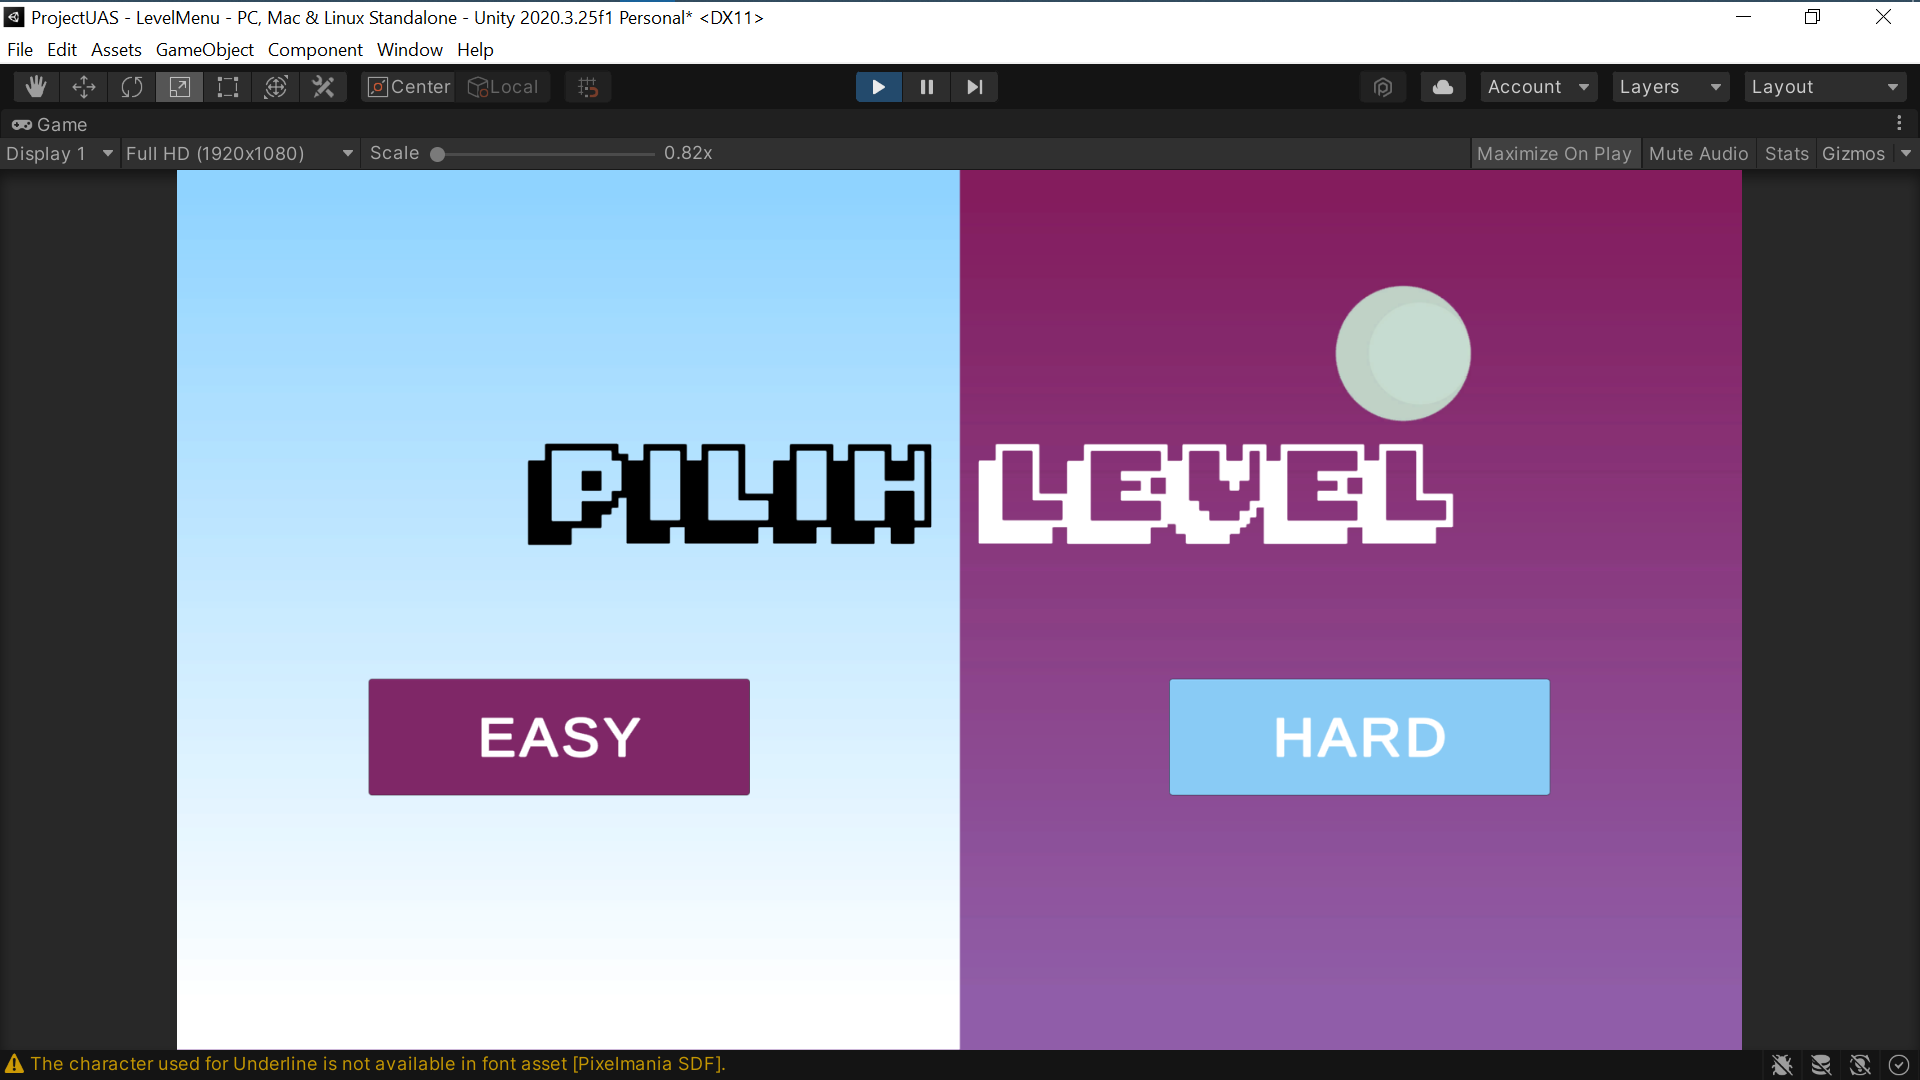 ProjectUAS - LevelMenu - PC, Mac & Linux Standalone - Unity 2020.3.25f1 Personal* <DX11>
File Edit Assets GameObject Component Window Help
Center Local Account Layers Layout
Game
Display 1 Full HD (1920x1080) Scale 0.82x Maximize On Play Mute Audio Stats Gizmos
PILIH LEVEL
EASY HARD
The character used for Underline is not available in font asset [Pixelmania SDF].